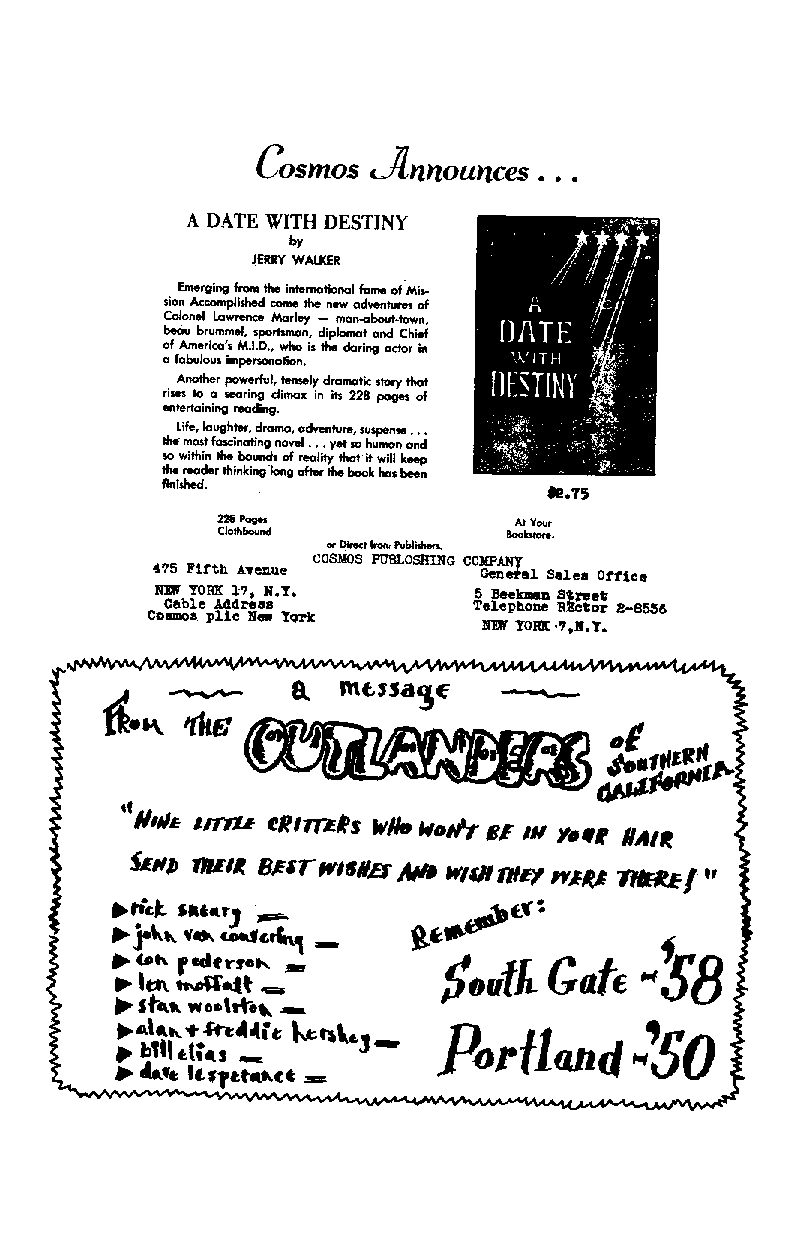 Cosmos Announces...
A DATE WITH DESTINY
by
JERRY WALKER
Emerging from the international fame of Mis-
sion Accomplished come the new adventures of
Colonel Lawrence Marley — man-about-town,
beau brummel, sportsman, diplomat and Chief
of America's M.I.D., who is the daring actor in
a fabulous impersonation.
Another powerful, tensely dramatic story that
rises to a searing climax in its 228 pages of
entertaining reading.
Life, laughter, drama, adventure, suspense...
the most fascinating novel... yet so human and
so within the bounds of reality that it will keep
the reader thinking long after the book has been
finished.
A
DATE
WITH
DESTINY
$2.75
228 Pages
Clothbound
At Your
Bookstore.
or Direct from Publishers.
COSMOS PUBLOSHING COMPANY
475 Fifth Avenue
NEW YORK 17, N.Y.
Cable Address
Cosmos plic New York
General Sales Office
5 Beekman Street
Telephone REctor 2-8556
NEW YORK 7,N.Y.
a message
FROM THE OUTLANDERS of
SOUTHERN
CALIFORNIA
"NINE LITTLE CRITTERS WHO WON'T BE IN YOUR HAIR
SEND THEIR BEST WISHES AND WISH THEY WERE THERE!"
rick sneary
john van couvering
con pederson
len moffatt
stan woolston
alan + freddie hershey
bill elias
dave lesperance
Remember:
South Gate - '58
Portland - '50